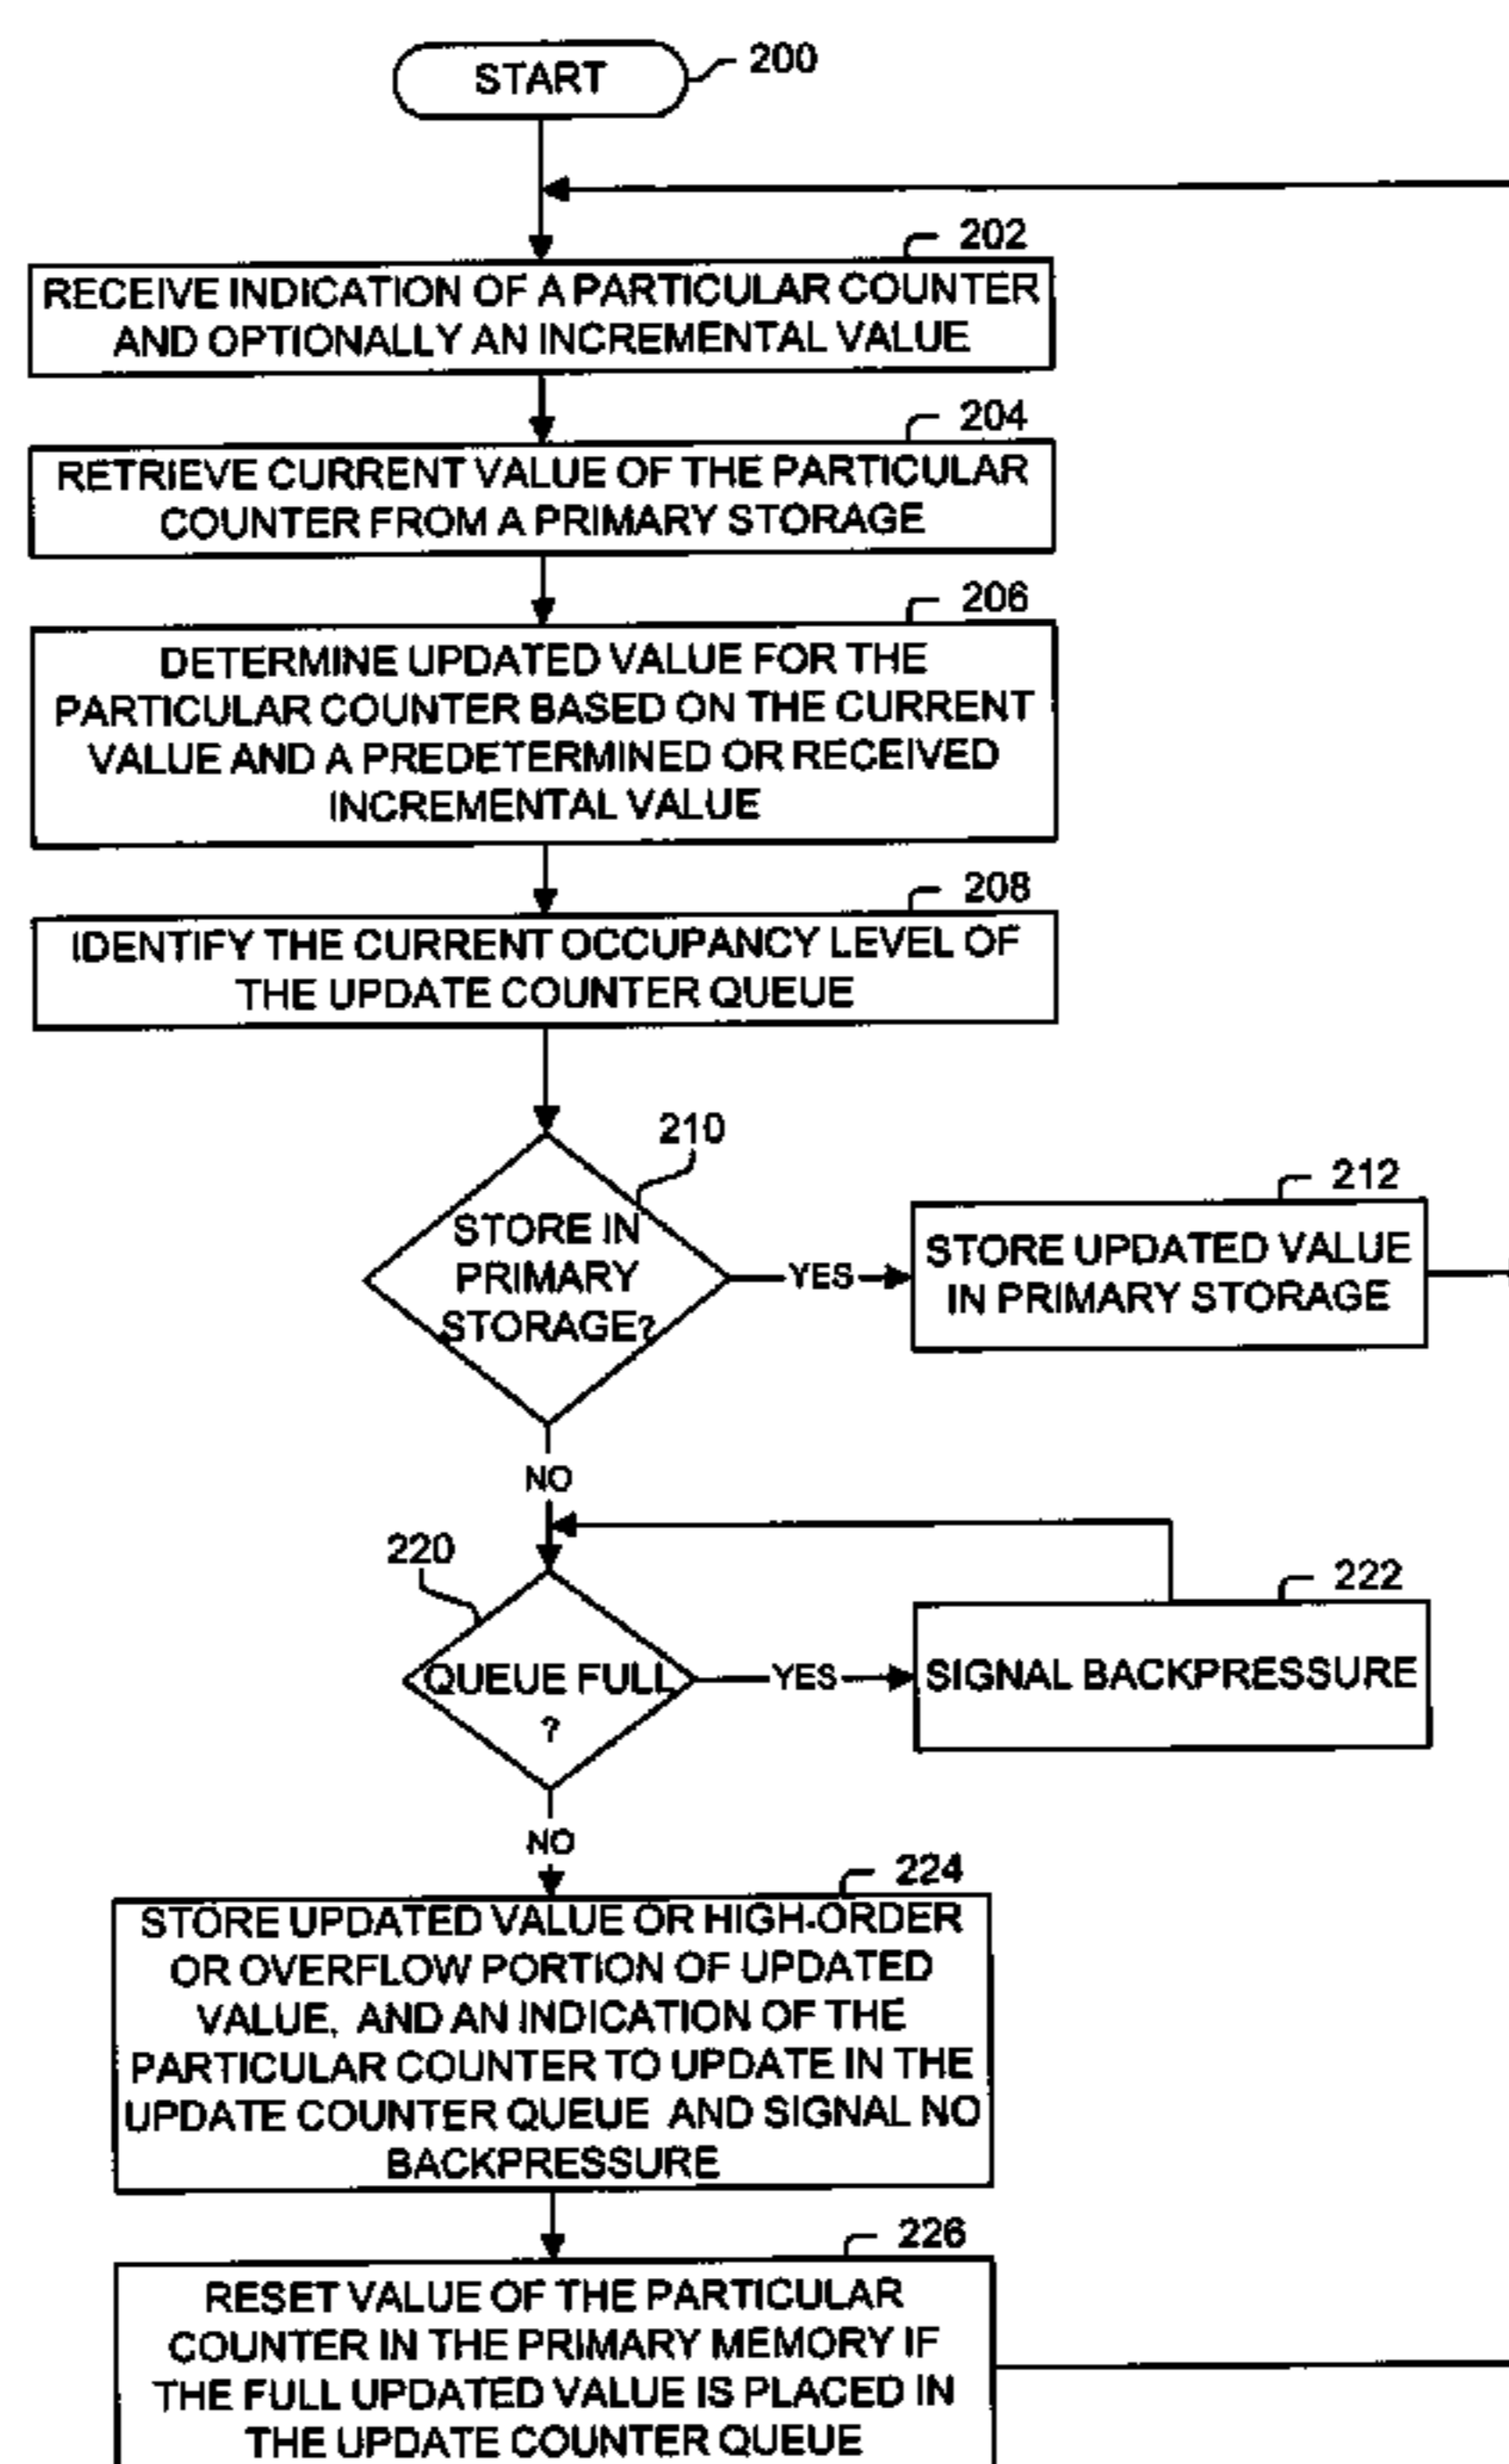 START
200
202
RECEIVE INDICATION OF A PARTICULAR COUNTER
AND OPTIONALLY AN INCREMENTAL VALUE
204
RETRIEVE CURRENT VALUE OF THE PARTICULAR
COUNTER FROM A PRIMARY STORAGE
206
DETERMINE UPDATED VALUE FOR THE
PARTICULAR COUNTER BASED ON THE CURRENT
VALUE AND A PREDETERMINED OR RECEIVED
INCREMENTAL VALUE
208
IDENTIFY THE CURRENT OCCUPANCY LEVEL OF
THE UPDATE COUNTER QUEUE
210
STORE IN
PRIMARY
STORAGE?
YES
212
STORE UPDATED VALUE
IN PRIMARY STORAGE
NO
220
QUEUE FULL
?
YES
222
SIGNAL BACKPRESSURE
NO
224
STORE UPDATED VALUE OR HIGH-ORDER
OR OVERFLOW PORTION OF UPDATED
VALUE, AND AN INDICATION OF THE
PARTICULAR COUNTER TO UPDATE IN THE
UPDATE COUNTER QUEUE AND SIGNAL NO
BACKPRESSURE
226
RESET VALUE OF THE PARTICULAR
COUNTER IN THE PRIMARY MEMORY IF
THE FULL UPDATED VALUE IS PLACED IN
THE UPDATE COUNTER QUEUE